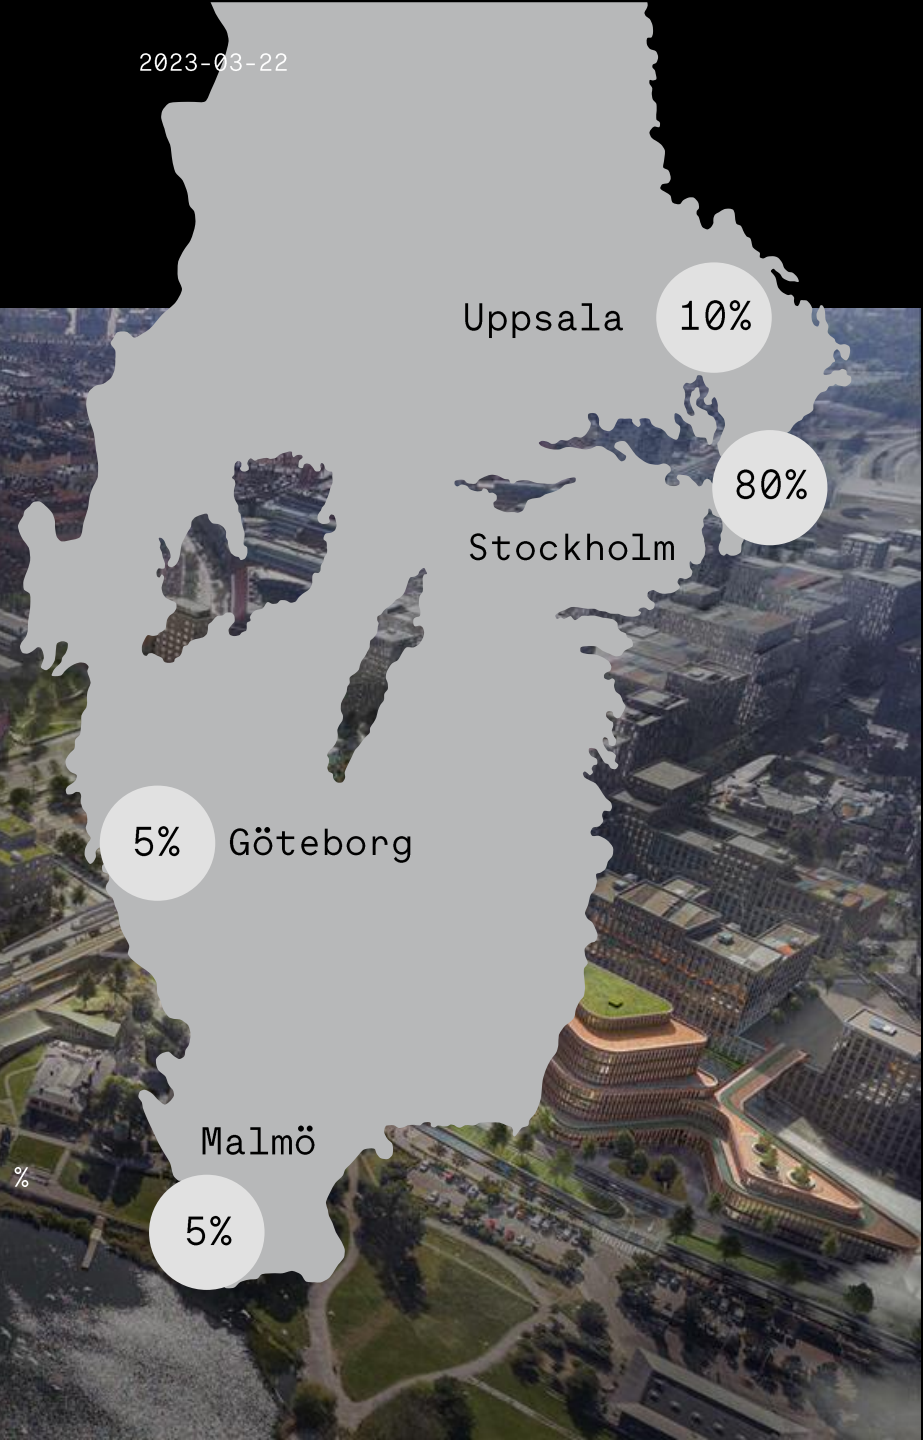 2023-03-22
Uppsala 10%
80%
Stockholm
5% Göteborg
Malmö
%
5%